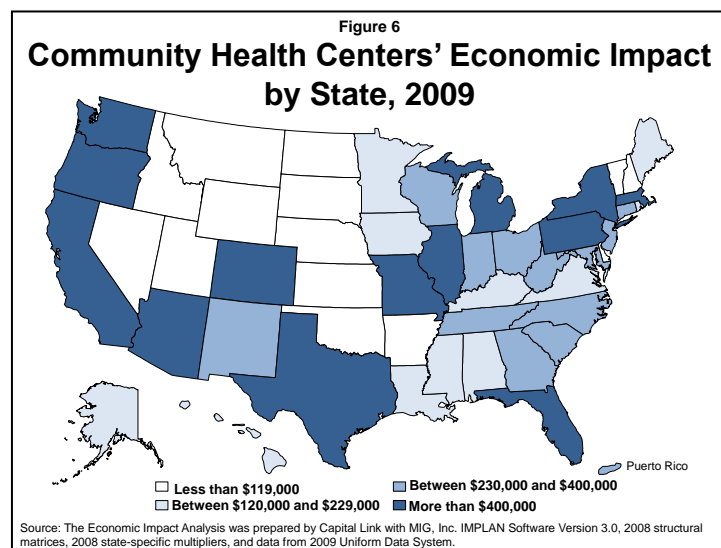 Figure 6
Community Health Centers’ Economic Impact
by State, 2009
Puerto Rico
Less than $119,000
Between $230,000 and $400,000
Between $120,000 and $229,000
More than $400,000
Source: The Economic Impact Analysis was prepared by Capital Link with MIG, Inc. IMPLAN Software Version 3.0, 2008 structural
matrices, 2008 state-specific multipliers, and data from 2009 Uniform Data System.